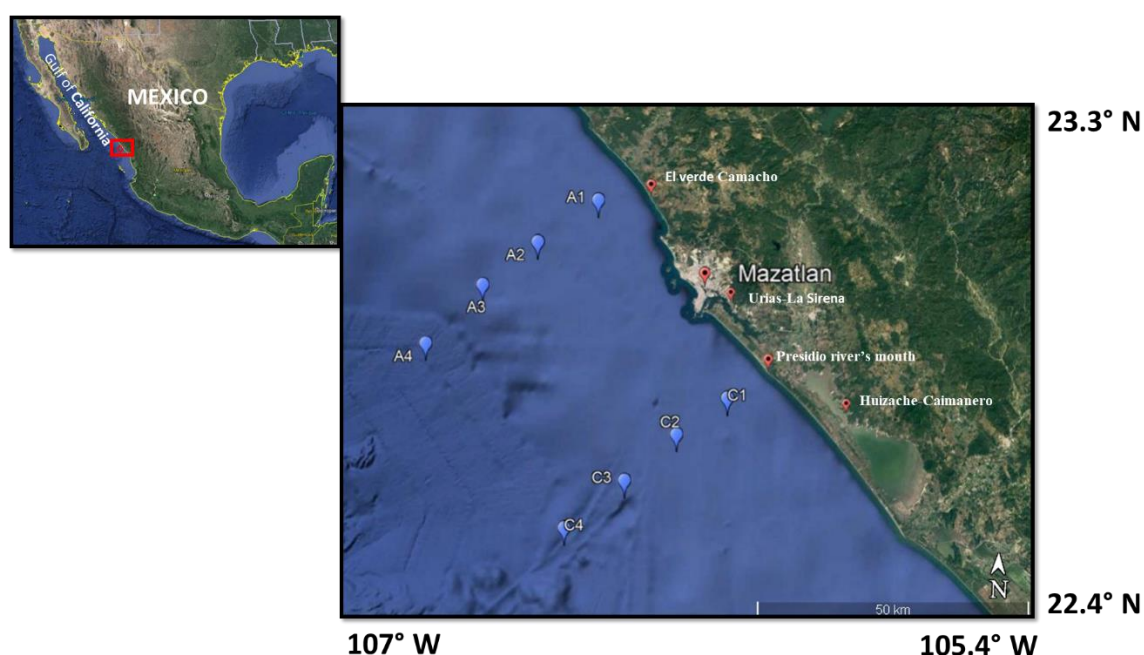 Gulf of California
MEXICO
23.3° N
El verde Camacho
A1
A2
Mazatlan
Urias-La Sirena
A3
A4
Presidio river's month
C1
Huizache-Caimanero
C2
C3
C4
N
50 km
22.4° N
107° W
105.4° W